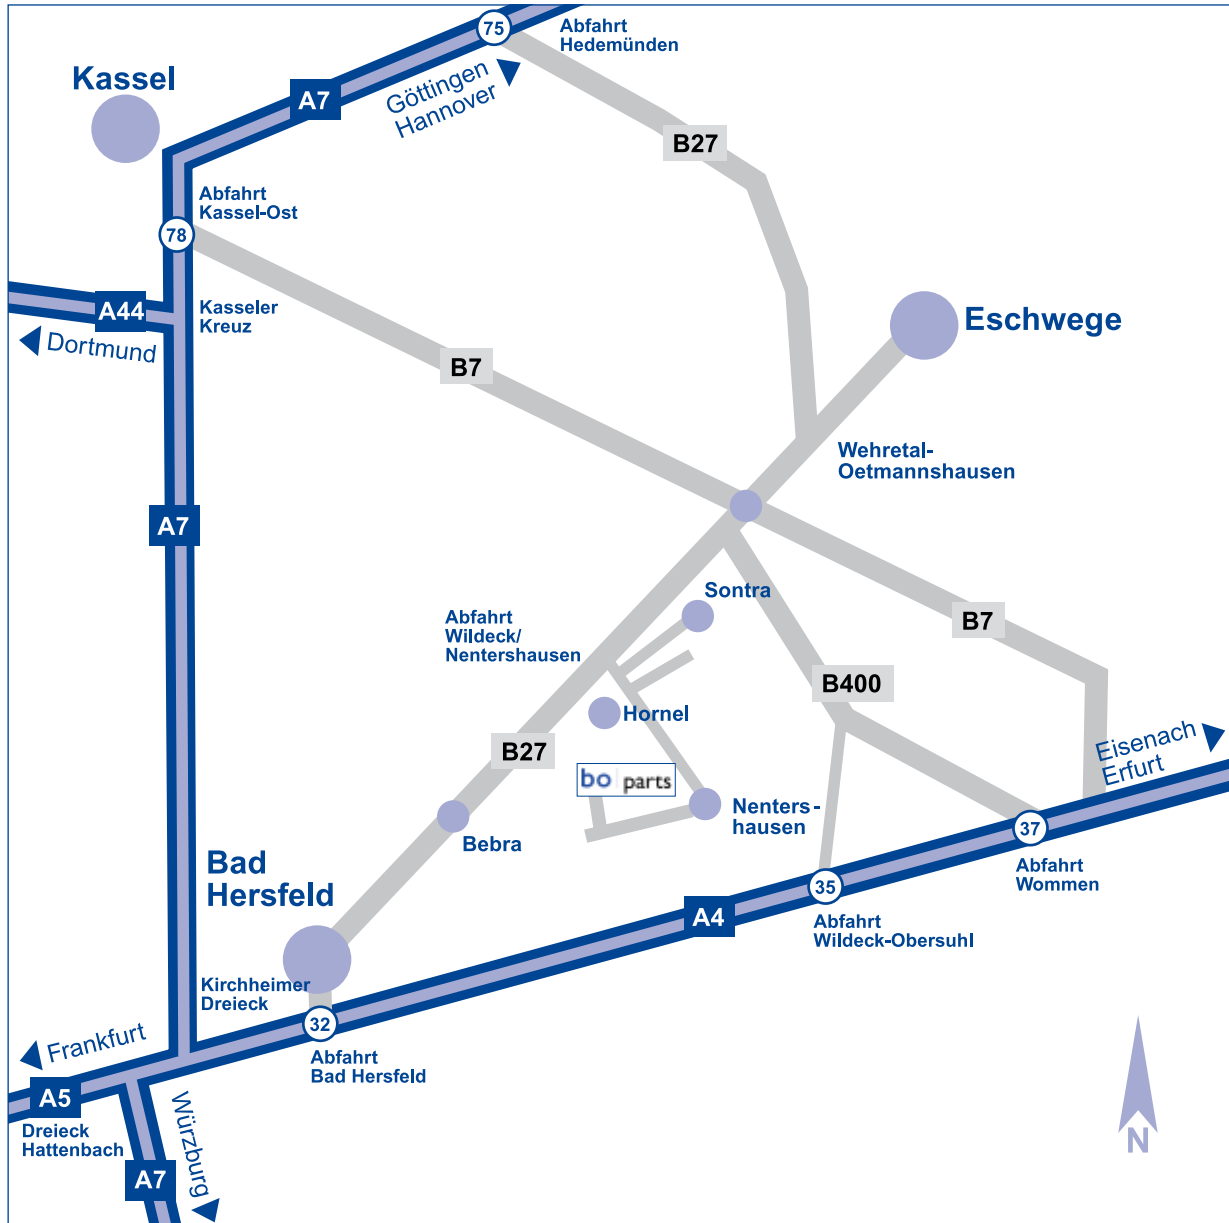 75
Abfahrt
Hedemünden
Kassel
A7
Göttingen
Hannover
B27
Abfahrt
Kassel-Ost
78
A44
Kasseler
Kreuz
Dortmund
Eschwege
B7
Wehretal-
Oetmannshausen
A7
Sontra
Abfahrt
Wildeck/
Nentershausen
B7
B400
Hornel
B27
Eisenach
Erfurt
bo parts
Nenters-
hausen
Bebra
37
Abfahrt
Wommen
Bad
Hersfeld
35
A4
Abfahrt
Wildeck-Obersuhl
Kirchheimer
Dreieck
32
Frankfurt
Abfahrt
Bad Hersfeld
A5
Dreieck
Hattenbach
Würzburg
A7
N